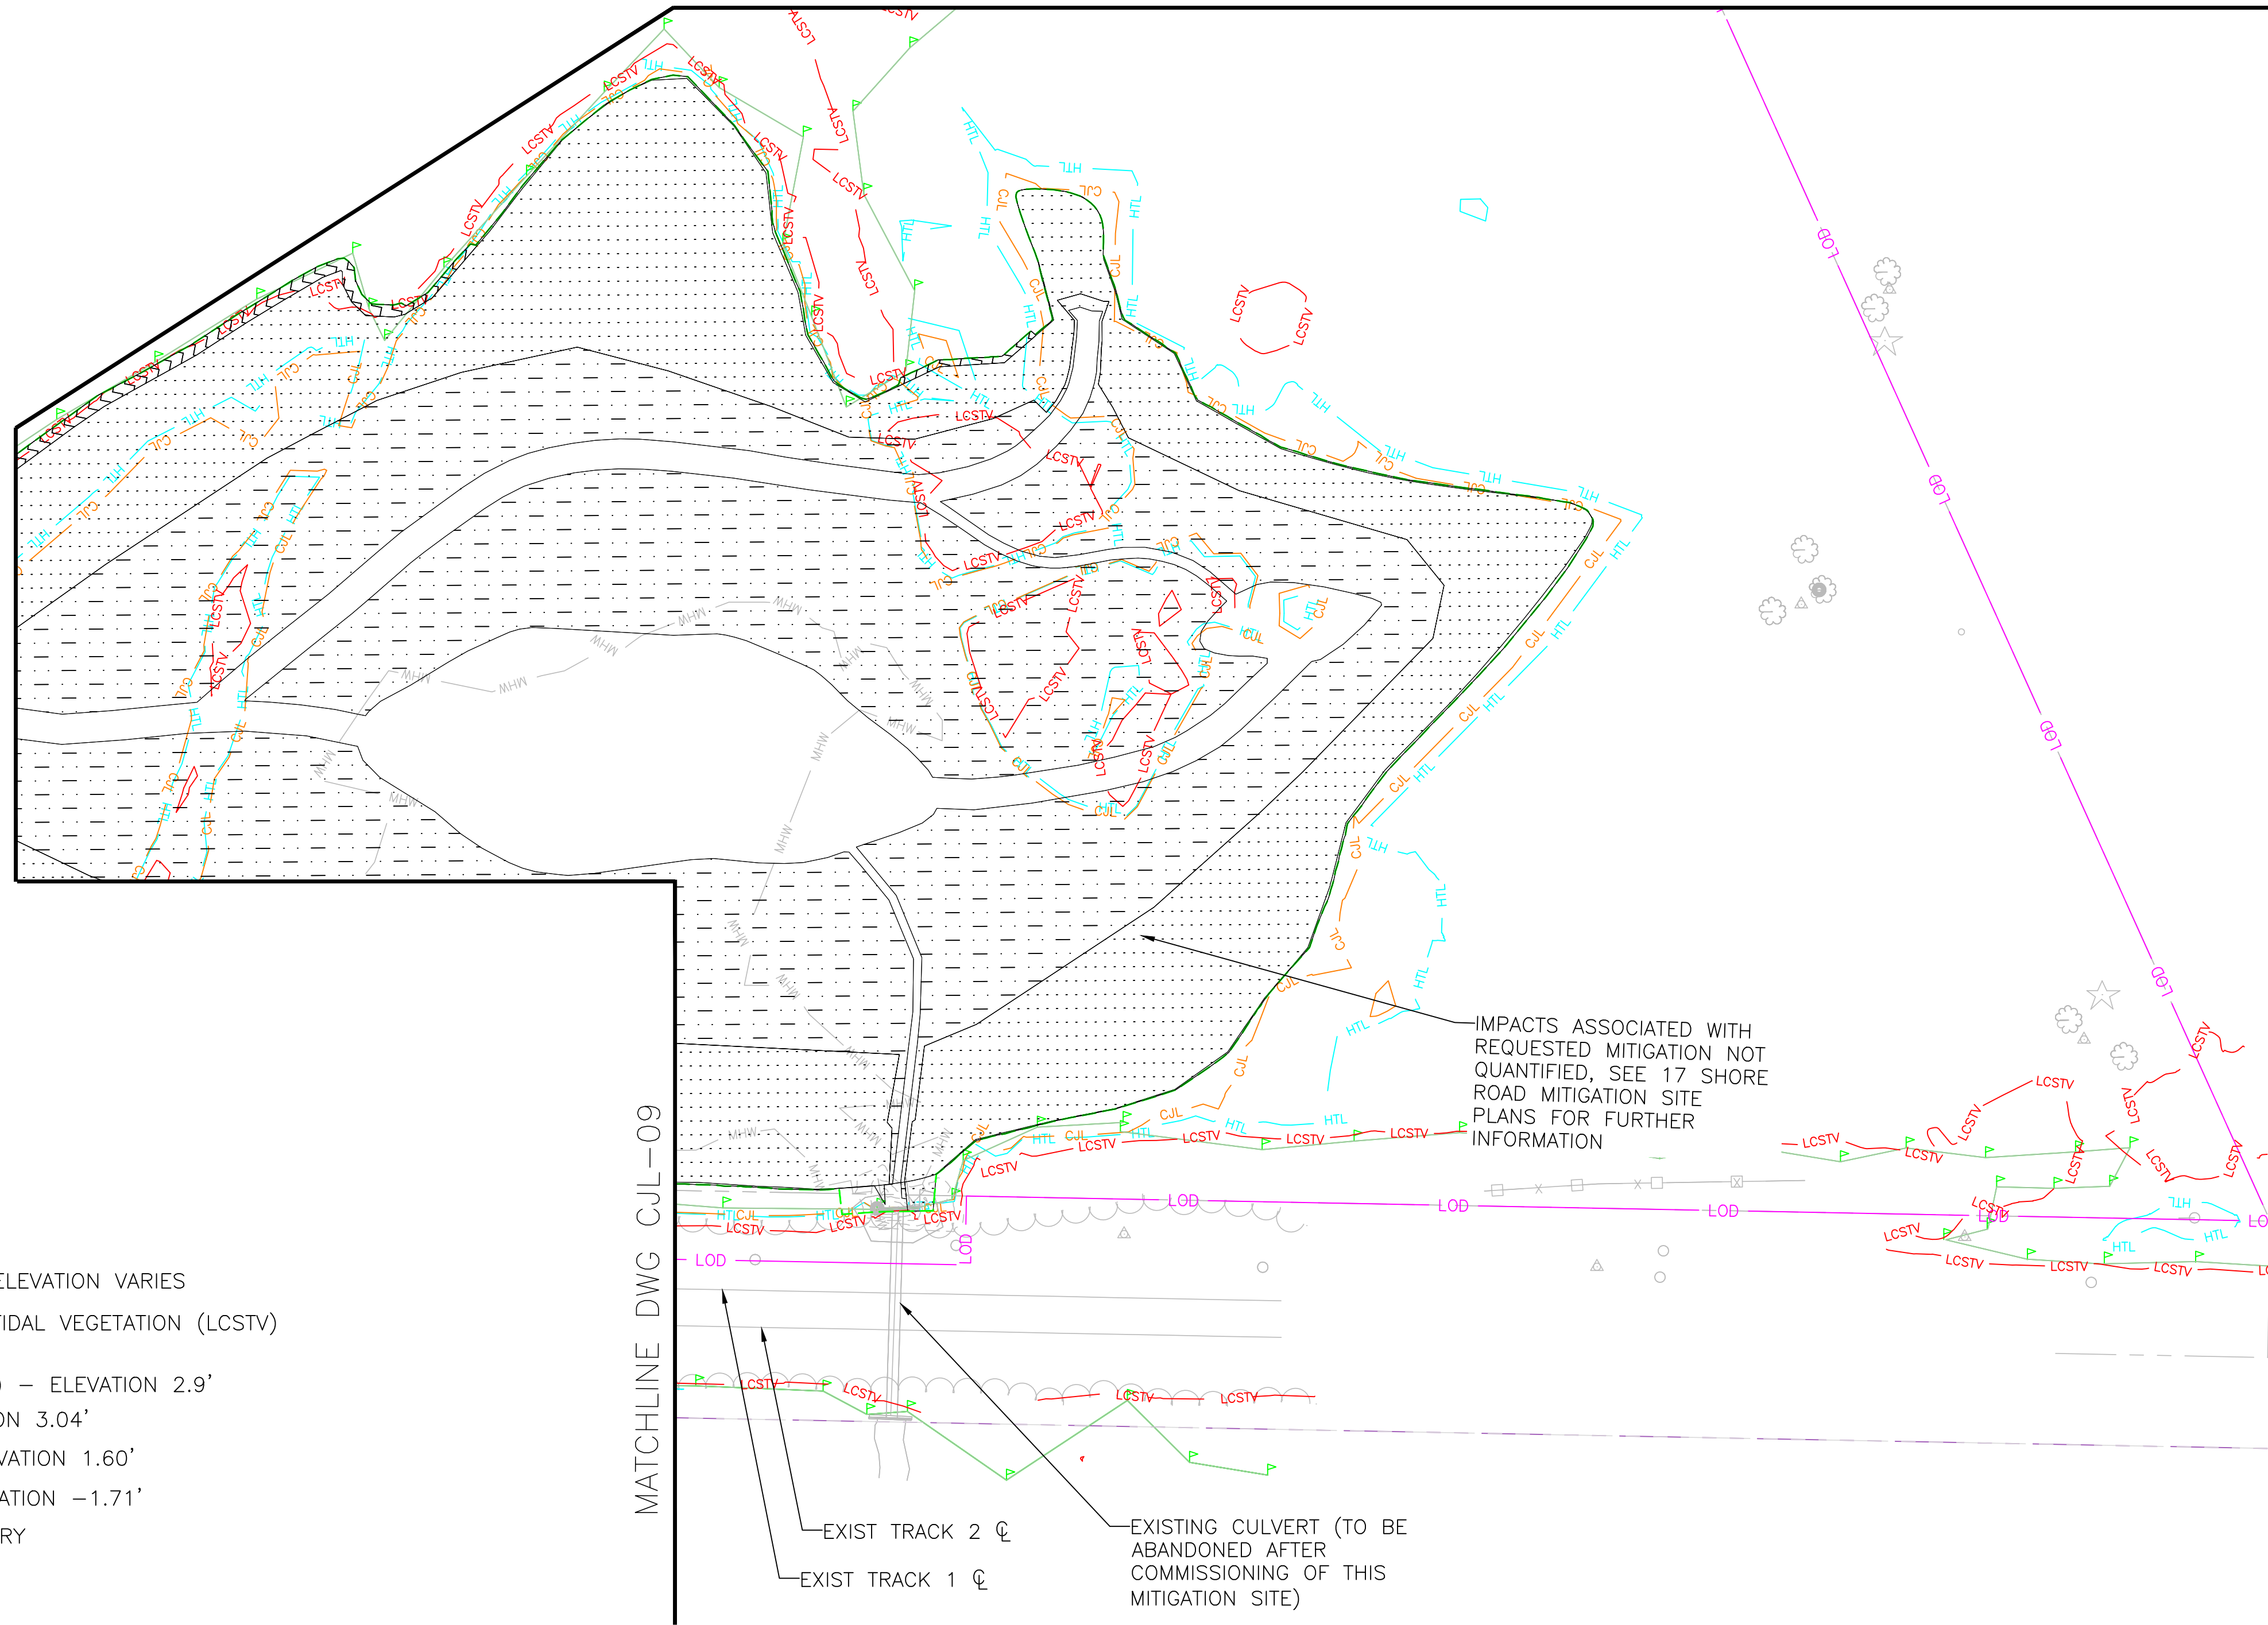 IMPACTS ASSOCIATED WITH
REQUESTED MITIGATION NOT
QUANTIFIED, SEE 17 SHORE
ROAD MITIGATION SITE
PLANS FOR FURTHER
INFORMATION
MATCHLINE DWG CJL-09
ELEVATION VARIES
TIDAL VEGETATION (LCSTV)
) – ELEVATION 2.9'
ON 3.04'
VATION 1.60'
ATION –1.71'
RY
EXIST TRACK 2 ℄
EXIST TRACK 1 ℄
EXISTING CULVERT (TO BE
ABANDONED AFTER
COMMISSIONING OF THIS
MITIGATION SITE)
LCSTV
HTL
CJL
MHW
LOD